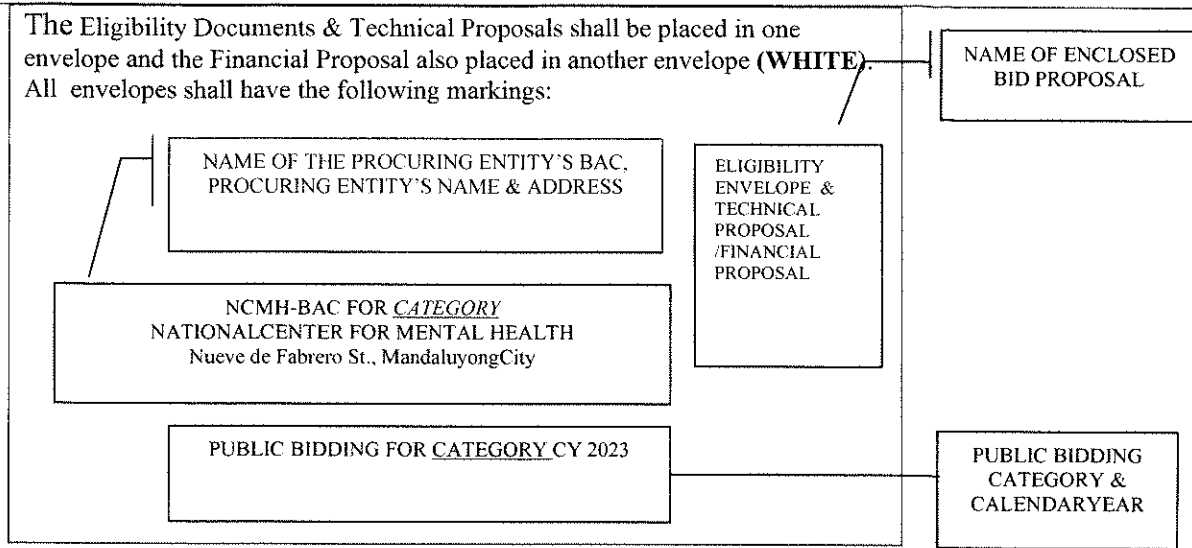 The Eligibility Documents & Technical Proposals shall be placed in one
envelope and the Financial Proposal also placed in another envelope (WHITE).
All envelopes shall have the following markings:
NAME OF ENCLOSED
BID PROPOSAL
NAME OF THE PROCURING ENTITY'S BAC,
PROCURING ENTITY'S NAME & ADDRESS
ELIGIBILITY
ENVELOPE &
TECHNICAL
PROPOSAL
/FINANCIAL
PROPOSAL
NCMH-BAC FOR CATEGORY
NATIONALCENTER FOR MENTAL HEALTH
Nueve de Fabrero St., MandaluyongCity
PUBLIC BIDDING FOR CATEGORY CY 2023
PUBLIC BIDDING
CATEGORY &
CALENDARYEAR